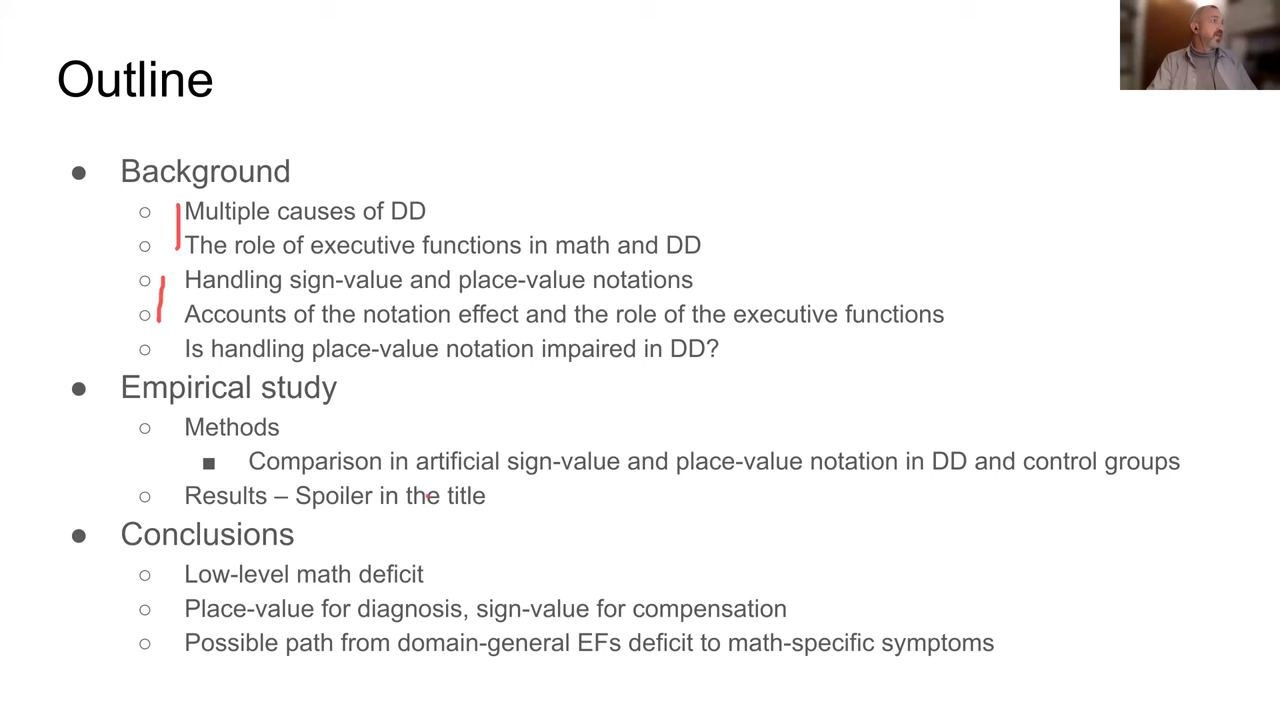 Outline
● Background
○ Multiple causes of DD
○ The role of executive functions in math and DD
○ Handling sign-value and place-value notations
○ Accounts of the notation effect and the role of the executive functions
○ Is handling place-value notation impaired in DD?
● Empirical study
○ Methods
■ Comparison in artificial sign-value and place-value notation in DD and control groups
○ Results – Spoiler in the title
● Conclusions
○ Low-level math deficit
○ Place-value for diagnosis, sign-value for compensation
○ Possible path from domain-general EFs deficit to math-specific symptoms